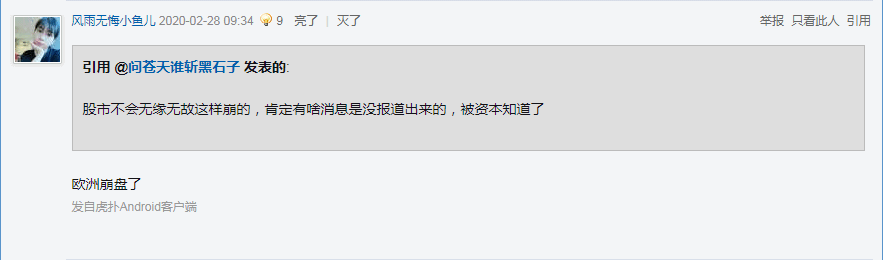 风雨无悔小鱼儿 2020-02-28 09:34 9 亮了 | 灭了 举报 只看此人 引用
引用 @问苍天谁斩黑石子 发表的:
股市不会无缘无故这样崩的，肯定有啥消息是没报道出来的，被资本知道了
欧洲崩盘了
发自虎扑Android客户端